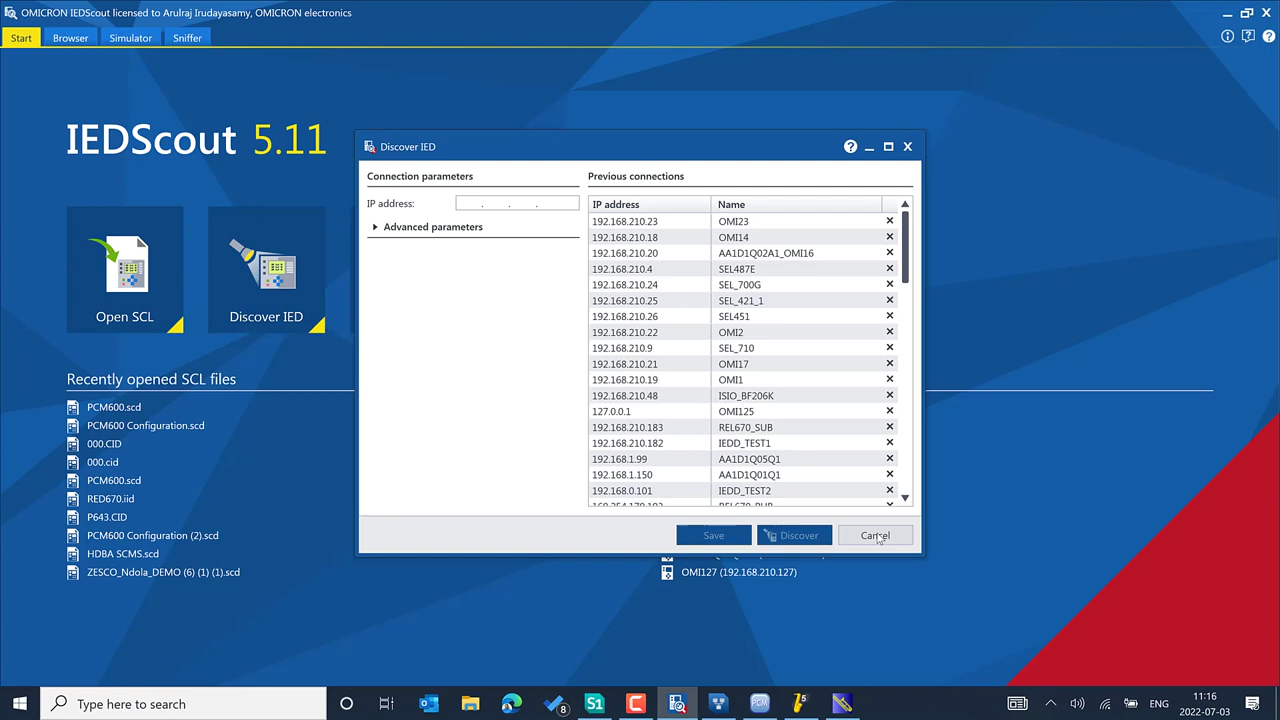 OMICRON IEDScout licensed to Arulraj Irudayasamy, OMICRON electronics
Start Browser Simulator Sniffer
IEDScout 5.11
Open SCL
Discover IED
Recently opened SCL files
PCM600.scd
PCM600 Configuration.scd
000.CID
000.cid
PCM600.scd
RED670.iid
P643.CID
PCM600 Configuration (2).scd
HDBA SCMS.scd
ZESCO_Ndola_DEMO (6) (1) (1).scd
Discover IED
Connection parameters
IP address: . . .
Advanced parameters
Previous connections
IP address Name
192.168.210.23 OMI23
192.168.210.18 OMI14
192.168.210.20 AA1D1Q02A1_OMI16
192.168.210.4 SEL487E
192.168.210.24 SEL_700G
192.168.210.25 SEL_421_1
192.168.210.26 SEL451
192.168.210.22 OMI2
192.168.210.9 SEL_710
192.168.210.21 OMI17
192.168.210.19 OMI1
192.168.210.48 ISIO_BF206K
127.0.0.1 OMI125
192.168.210.183 REL670_SUB
192.168.210.182 IEDD_TEST1
192.168.1.99 AA1D1Q05Q1
192.168.1.150 AA1D1Q01Q1
192.168.0.101 IEDD_TEST2
Save Discover Cancel
OMI127 (192.168.210.127)
Type here to search
8
S1
PCM
ENG
11:16
2022-07-03